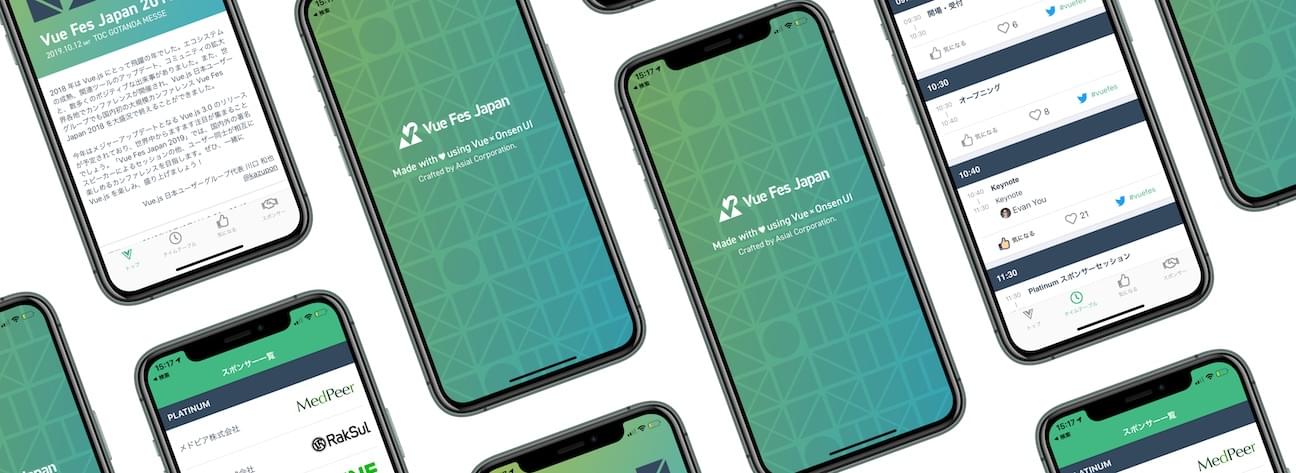 Vue Fes Japan 201
2019.10.12 SAT TOC GOTANDA MESSE
2018 年は Vue.js にとって飛躍の年でした。エコシステム
の成熟、関連ツールのアップデート、コミュニティの拡大
と、数多くのポジティブな出来事がありました。また、世
界各地でカンファレンスが開催され、Vue.js 日本ユーザー
グループでも国内初の大規模カンファレンス Vue Fes
Japan 2018 を大盛況で終えることができました。
今年はメジャーアップデートとなる Vue.js 3.0 のリリース
が予定されており、世界中からますます注目が集まること
でしょう。「Vue Fes Japan 2019」では、国内外の著名
スピーカーによるセッションの他、ユーザー同士が相互に
楽しめるカンファレンスを目指します。ぜひ、一緒に
Vue.js を楽しみ、盛り上げましょう！
Vue.js 日本ユーザーグループ代表 川口 和也
@kazupon
トップ
タイムテーブル
気になる
スポンサー
15:17
検索
Vue Fes Japan
Made with ♥ using Vue × Onsen UI
Crafted by Asial Corporation.
15:17
検索
Vue Fes Japan
Made with ♥ using Vue × Onsen UI
Crafted by Asial Corporation.
09:30
10:30
開場・受付
気になる
6
#vuefes
10:30
10:30
10:40
オープニング
気になる
8
#vuefes
10:40
10:40
11:30
Keynote
Keynote
Evan You
気になる
21
#vuefes
11:30
11:30
Platinum スポンサーセッション
トップ
タイムテーブル
気になる
スポンサー
15:17
検索
スポンサー一覧
PLATINUM
メドピア株式会社
MedPeer
株式会社
RakSul
apan
15:17
検索
スポンサー一覧
PLATINUM
MedPeer